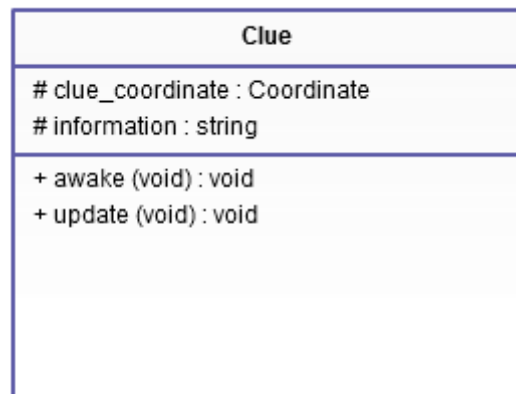 Clue
# clue_coordinate : Coordinate
# information : string
+ awake (void) : void
+ update (void) : void